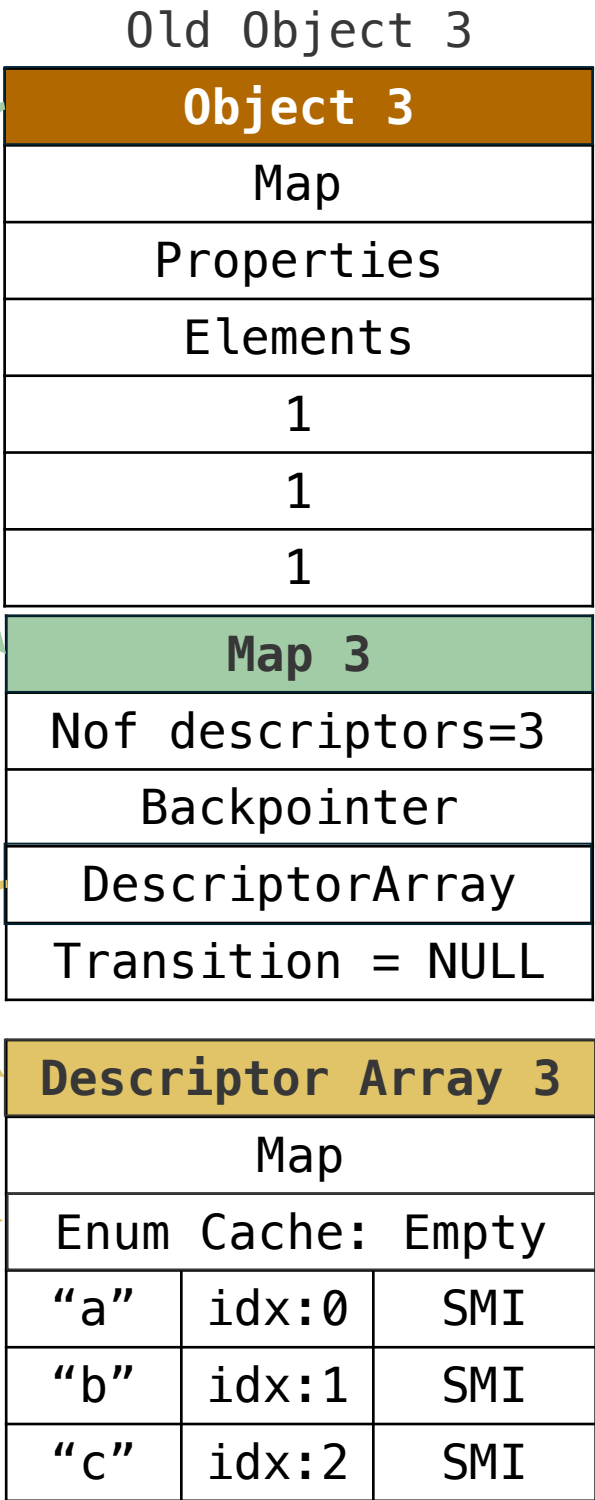 Old Object 3
Object 3
Map
Properties
Elements
1
1
1
Map 3
Nof descriptors=3
Backpointer
DescriptorArray
Transition = NULL
Descriptor Array 3
Map
Enum Cache: Empty
“a” idx:0 SMI
“b” idx:1 SMI
“c” idx:2 SMI